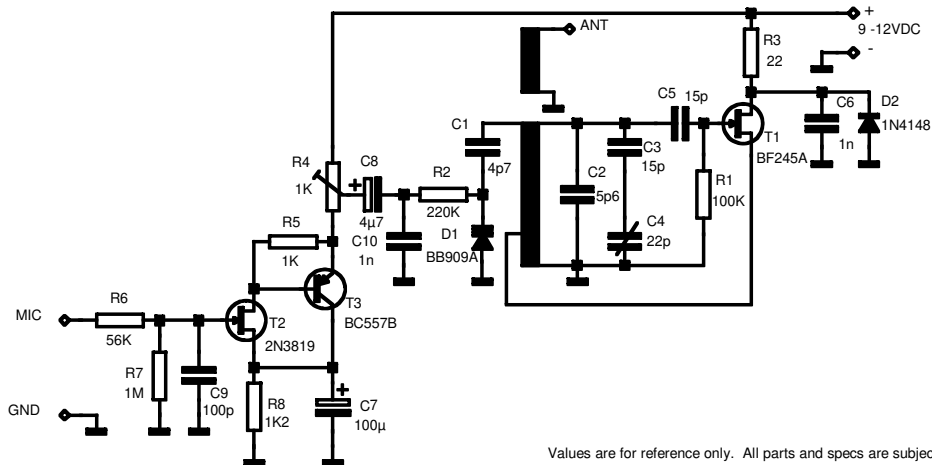 +
9 -12VDC
-
ANT
R3
22
C5
15p
C6
1n
D2
1N4148
T1
BF245A
C1
4p7
C3
15p
C2
5p6
R1
100K
C4
22p
R4
1K
C8
+
4µ7
R2
220K
D1
BB909A
C10
1n
R5
1K
T3
BC557B
MIC
R6
56K
T2
2N3819
R7
1M
C9
100p
R8
1K2
+
C7
100µ
GND
Values are for reference only. All parts and specs are subjec